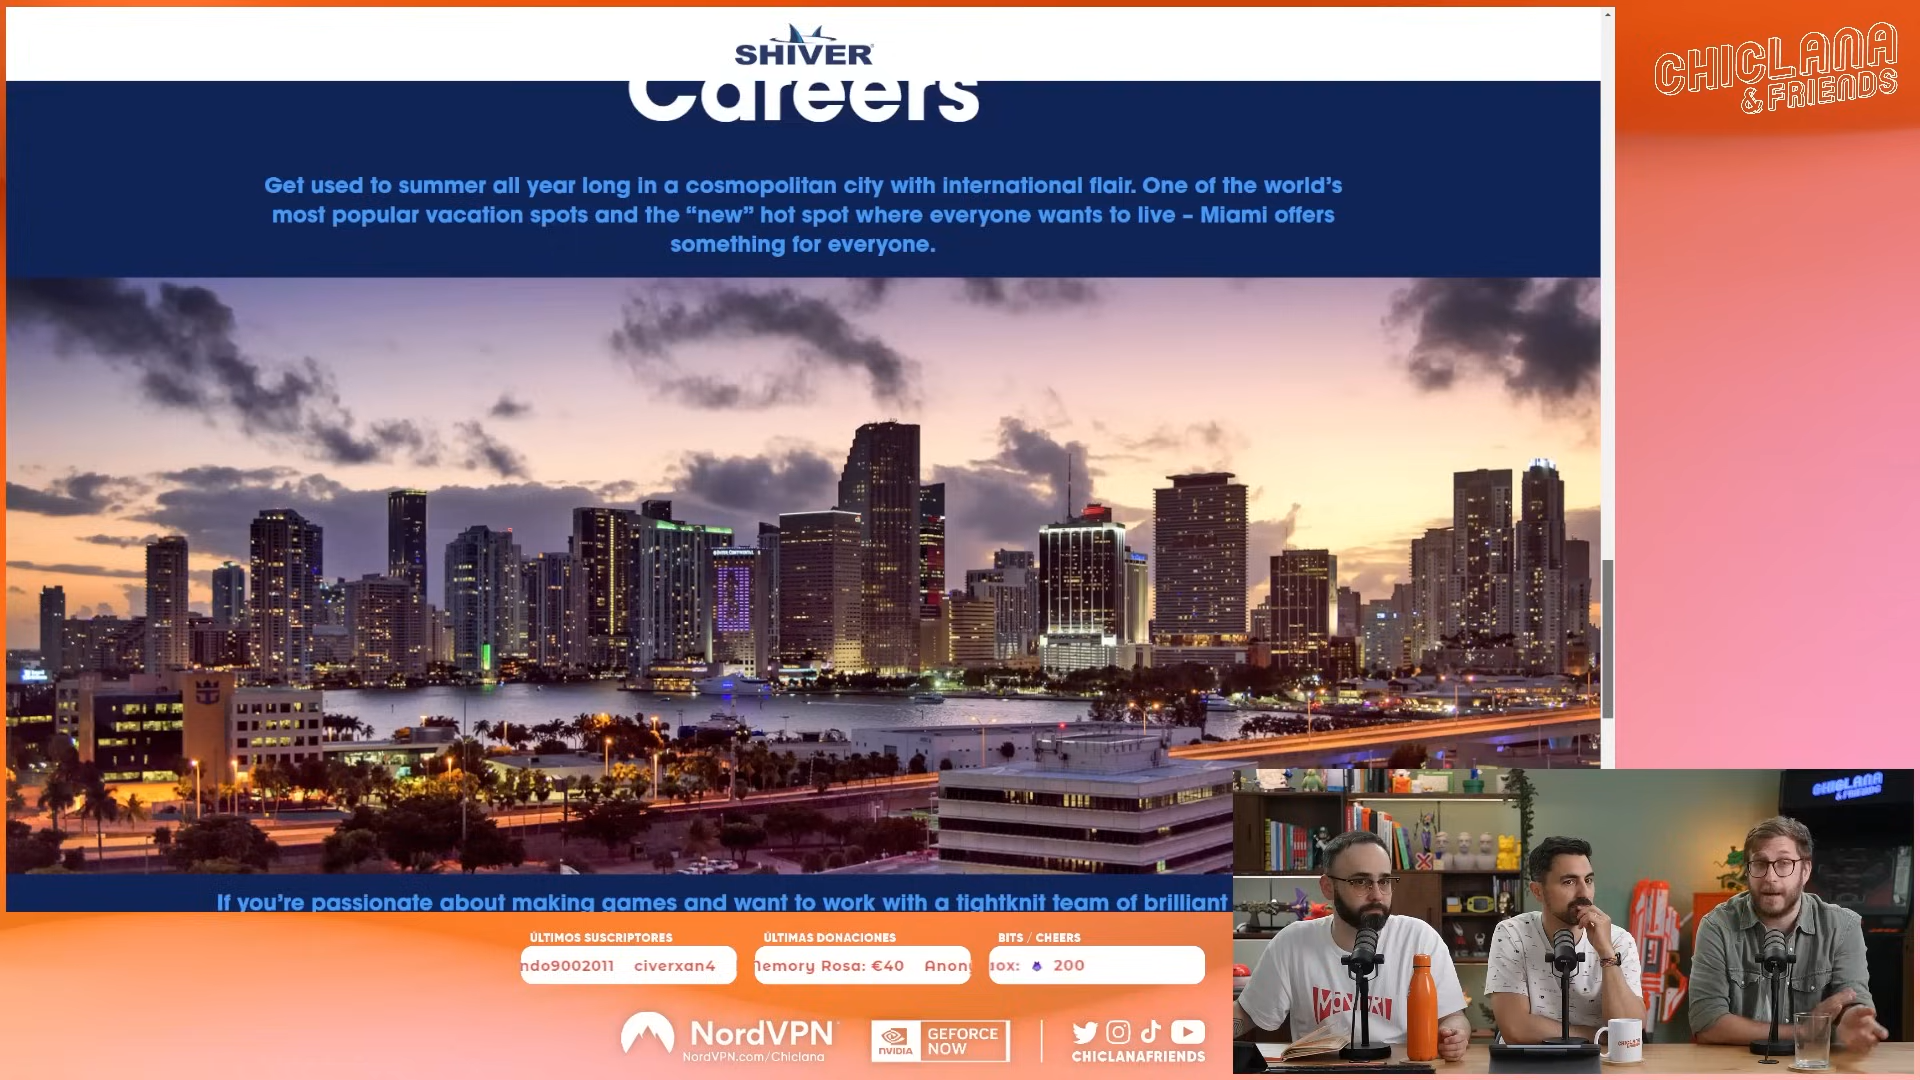 SHIVER
Careers
Get used to summer all year long in a cosmopolitan city with international flair. One of the world’s
most popular vacation spots and the “new” hot spot where everyone wants to live – Miami offers
something for everyone.
If you’re passionate about making games and want to work with a tightknit team of brilliant
CHICLANA
&FRIENDS
CHICLANA
&FRIENDS
ÚLTIMOS SUSCRIPTORES
ndo9002011 civerxan4
ÚLTIMAS DONACIONES
emory Rosa: €40 Anon
BITS / CHEERS
ox: 200
NordVPN
NordVPN.com/Chiclana
NVIDIA
GEFORCE
NOW
CHICLANAFRIENDS